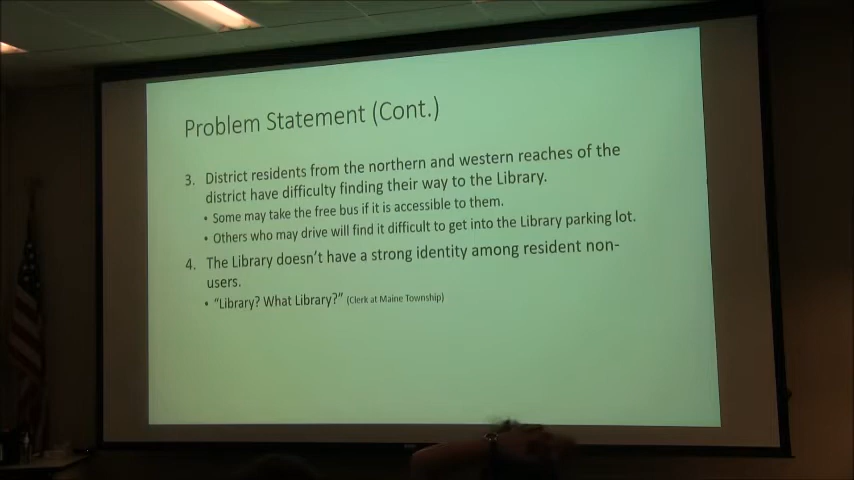 Problem Statement (Cont.)
3. District residents from the northern and western reaches of the
district have difficulty finding their way to the Library.
• Some may take the free bus if it is accessible to them.
• Others who may drive will find it difficult to get into the Library parking lot.
4. The Library doesn't have a strong identity among resident non-
users.
• "Library? What Library?" (Clerk at Maine Township)